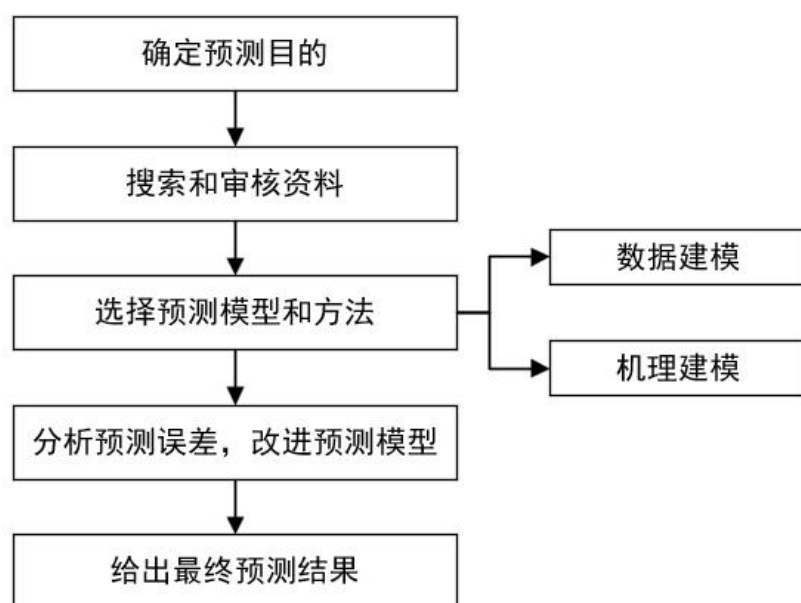 确定预测目的
搜索和审核资料
选择预测模型和方法
数据建模
机理建模
分析预测误差，改进预测模型
给出最终预测结果